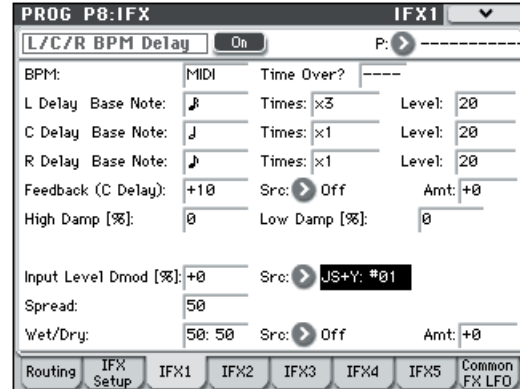 PROG P8:IFX IFX1
L/C/R BPM Delay On P: -----------
BPM: MIDI Time Over? ----
L Delay Base Note: Times: x3 Level: 20
C Delay Base Note: Times: x1 Level: 20
R Delay Base Note: Times: x1 Level: 20
Feedback (C Delay): +10 Src: Off Amt: +0
High Damp [%]: 0 Low Damp [%]: 0
Input Level Dmod [%]: +0 Src: JS+Y: #01
Spread: 50
Wet/Dry: 50: 50 Src: Off Amt: +0
Routing IFX Setup IFX1 IFX2 IFX3 IFX4 IFX5 Common FX LFO